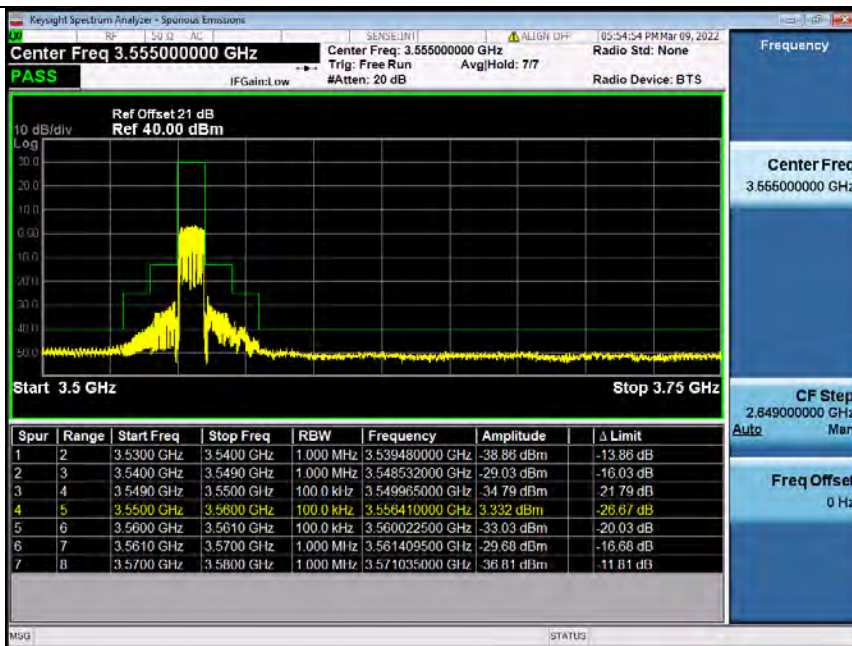 Keysight Spectrum Analyzer - Spurious Emissions
RF 50 Ω AC SENSE:INT ALIGN OFF 05:54:54 PM Mar 09, 2022
Center Freq 3.555000000 GHz Center Freq: 3.555000000 GHz Radio Std: None Frequency
Trig: Free Run Avg|Hold: 7/7
PASS IFGain:Low #Atten: 20 dB Radio Device: BTS
Ref Offset 21 dB
10 dB/div Ref 40.00 dBm
Log
30.0
20.0
10.0
0.00
10.0
20.0
30.0
40.0
50.0
Start 3.5 GHz Stop 3.75 GHz
Center Freq
3.555000000 GHz
CF Step
2.649000000 GHz
Auto Man
Freq Offset
0 Hz
Spur Range Start Freq Stop Freq RBW Frequency Amplitude Δ Limit
1 2 3.5300 GHz 3.5400 GHz 1.000 MHz 3.539480000 GHz -38.86 dBm -13.86 dB
2 3 3.5400 GHz 3.5490 GHz 1.000 MHz 3.548532000 GHz -29.03 dBm -16.03 dB
3 4 3.5490 GHz 3.5500 GHz 100.0 kHz 3.549965000 GHz -34.79 dBm -21.79 dB
4 5 3.5500 GHz 3.5600 GHz 100.0 kHz 3.556410000 GHz 3.332 dBm -26.67 dB
5 6 3.5600 GHz 3.5610 GHz 100.0 kHz 3.560022500 GHz -33.03 dBm -20.03 dB
6 7 3.5610 GHz 3.5700 GHz 1.000 MHz 3.561409500 GHz -29.68 dBm -16.68 dB
7 8 3.5700 GHz 3.5800 GHz 1.000 MHz 3.571035000 GHz -36.81 dBm -11.81 dB
MSG STATUS